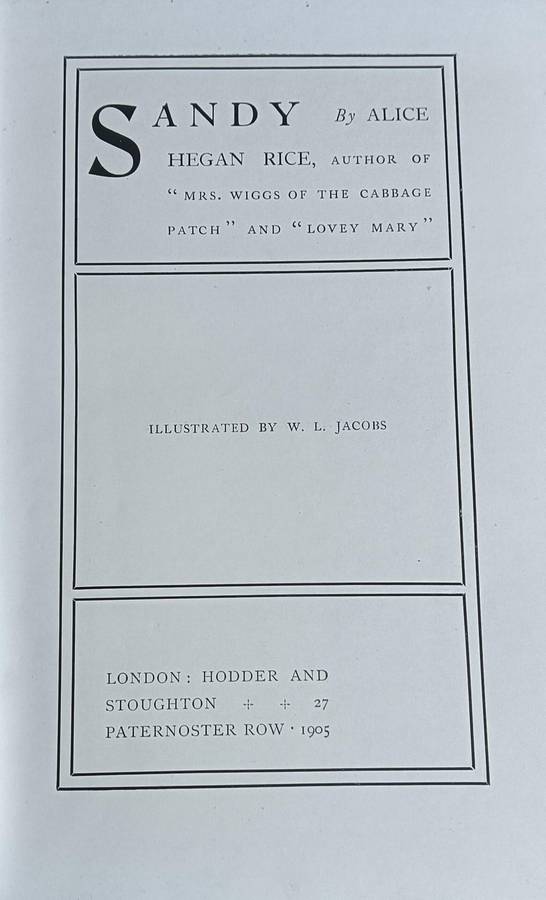 SANDY By ALICE
HEGAN RICE, AUTHOR OF
“ MRS. WIGGS OF THE CABBAGE
PATCH ” AND “ LOVEY MARY ”
ILLUSTRATED BY W. L. JACOBS
LONDON : HODDER AND
STOUGHTON ⁜ ⁜ 27
PATERNOSTER ROW · 1905